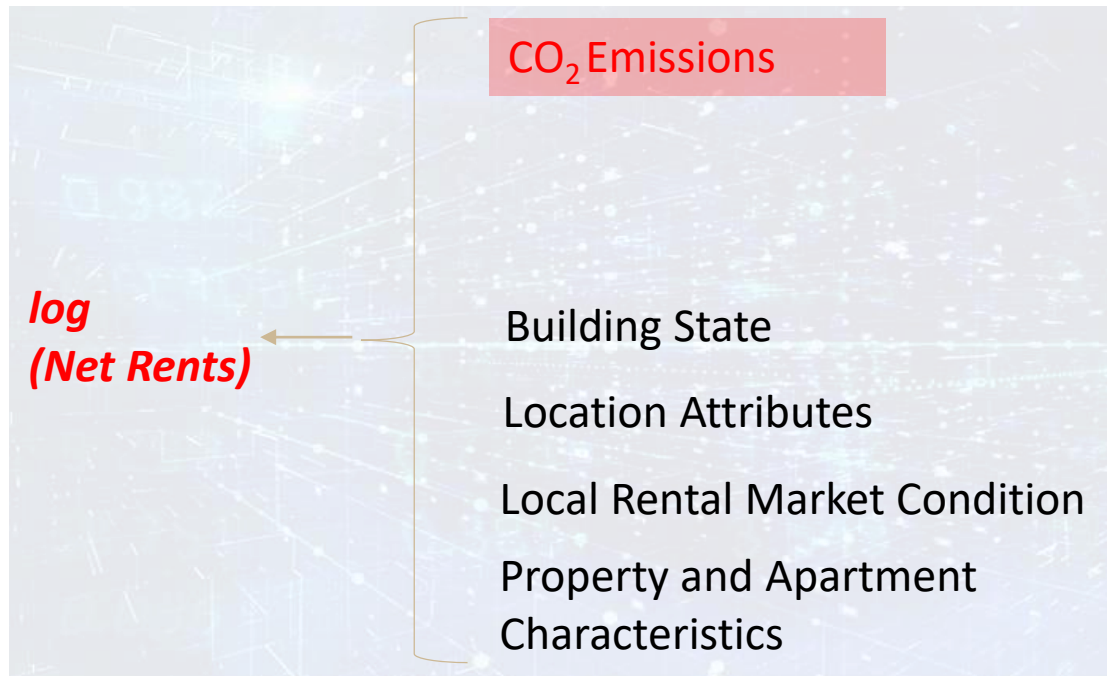 CO₂ Emissions
log
(Net Rents)
Building State
Location Attributes
Local Rental Market Condition
Property and Apartment
Characteristics